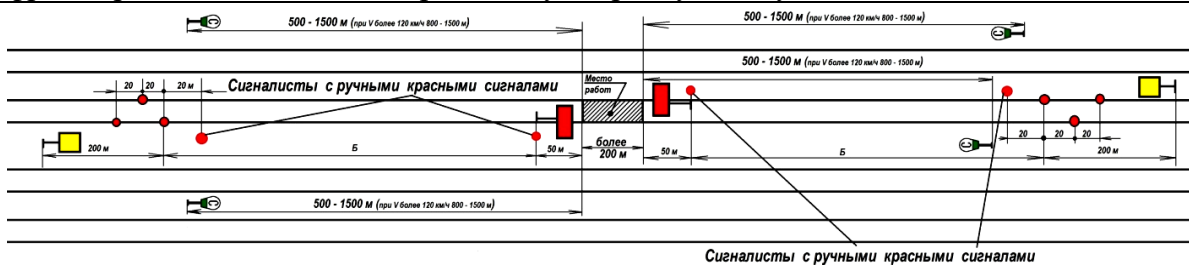 500 - 1500 м (при V более 120 км/ч 800 - 1500 м)
500 - 1500 м (при V более 120 км/ч 800 - 1500 м)
С
С
500 - 1500 м (при V более 120 км/ч 800 - 1500 м)
20 20 20 м
Сигналисты с ручными красными сигналами
Место
работ
200 м
Б
50 м
более
200 м
50 м
Б
С
20 20 20
200 м
С
500 - 1500 м (при V более 120 км/ч 800 - 1500 м)
Сигналисты с ручными красными сигналами